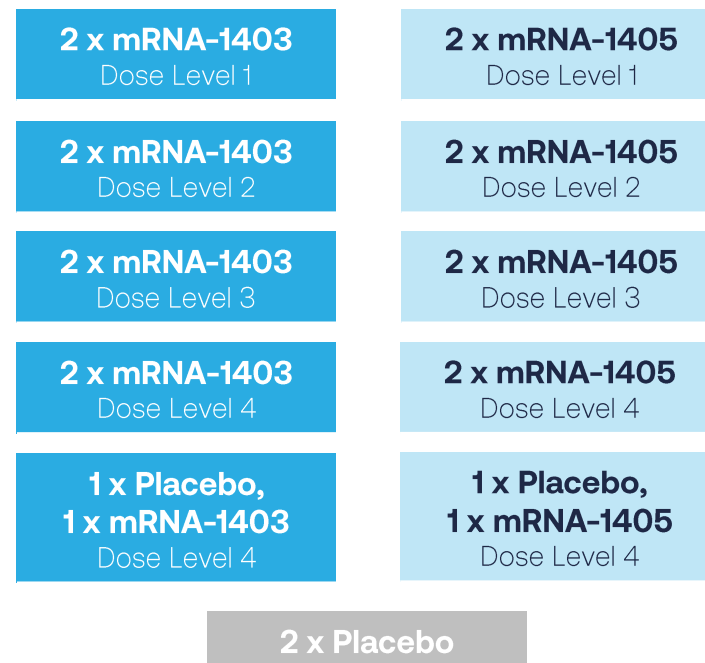 2 x mRNA-1403
Dose Level 1
2 x mRNA-1405
Dose Level 1
2 x mRNA-1403
Dose Level 2
2 x mRNA-1405
Dose Level 2
2 x mRNA-1403
Dose Level 3
2 x mRNA-1405
Dose Level 3
2 x mRNA-1403
Dose Level 4
2 x mRNA-1405
Dose Level 4
1 x Placebo,
1 x mRNA-1403
Dose Level 4
1 x Placebo,
1 x mRNA-1405
Dose Level 4
2 x Placebo